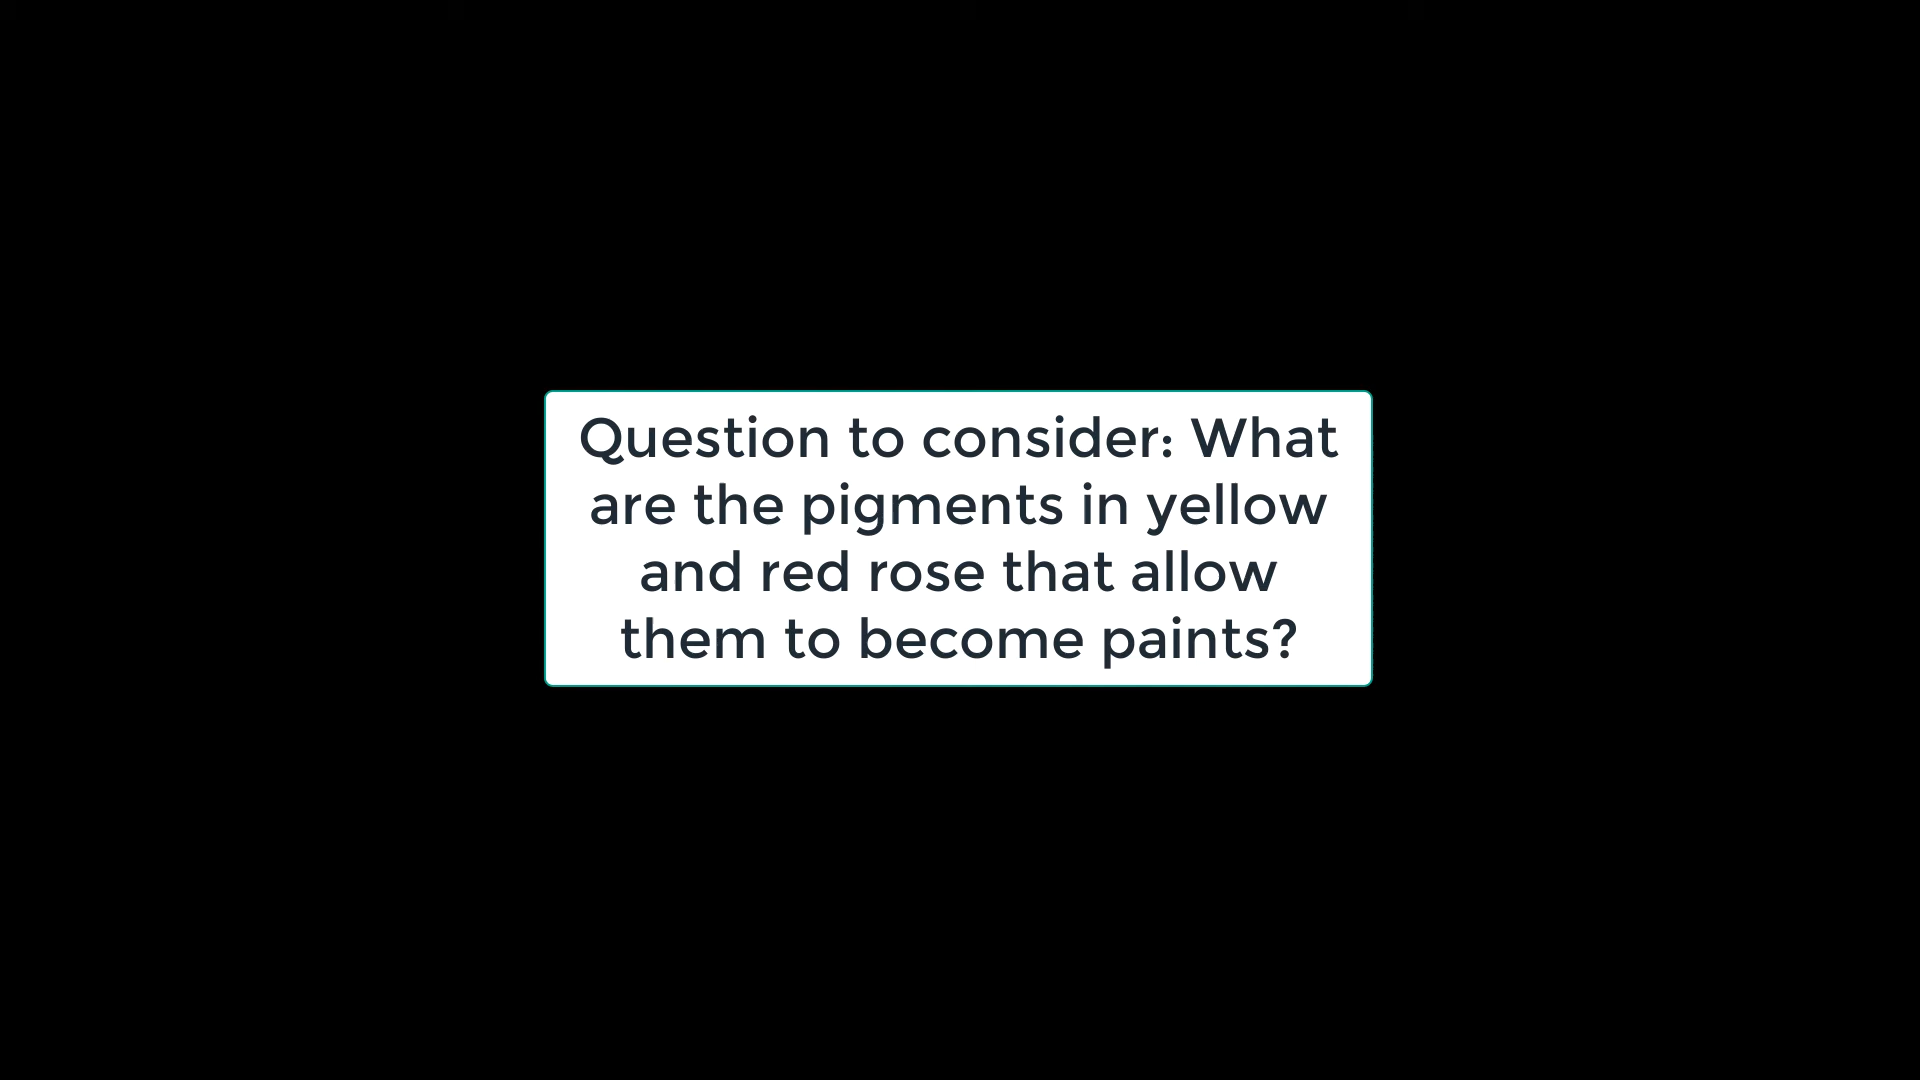 Question to consider: What
are the pigments in yellow
and red rose that allow
them to become paints?